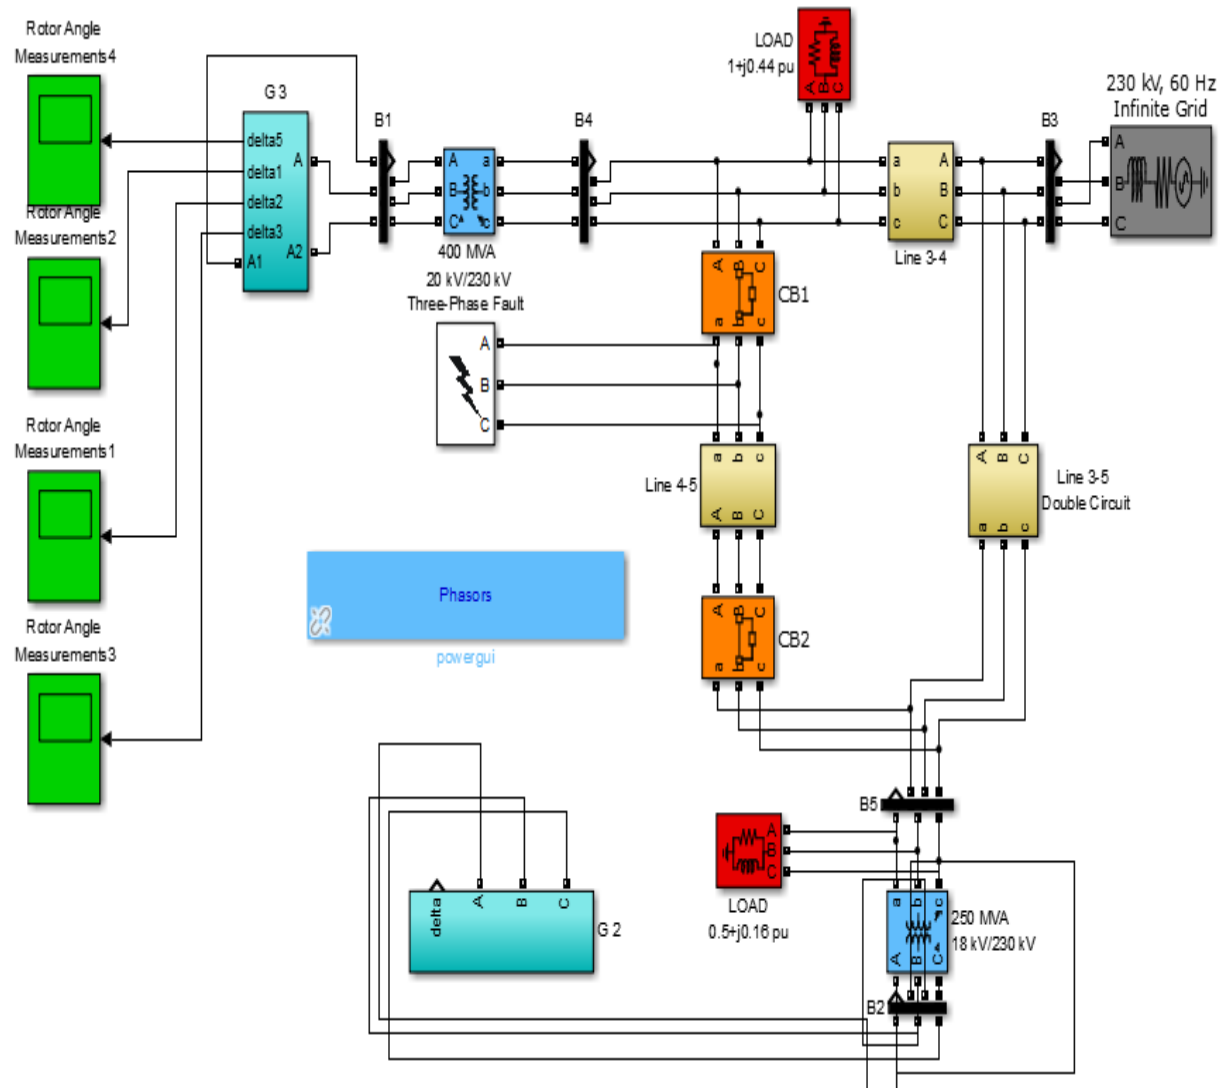 Rotor Angle
Measurements4
G 3
delta5
delta1
delta2
delta3
A1
A
A2
B1
A
B
C
a
b
c
400 MVA
20 kV/230 kV
Three-Phase Fault
A
B
C
B4
LOAD
1+j0.44 pu
A
B
C
a
b
c
A
B
C
Line 3-4
B3
230 kV, 60 Hz
Infinite Grid
A
B
C
Rotor Angle
Measurements2
A
B
C
a
b
c
CB1
Rotor Angle
Measurements1
a
b
c
A
B
C
Line 4-5
A
B
C
a
b
c
Line 3-5
Double Circuit
Phasors
powergui
A
B
C
a
b
c
CB2
Rotor Angle
Measurements3
B5
A
B
C
LOAD
0.5+j0.16 pu
delta
A
B
C
G 2
a
b
c
A
B
C
250 MVA
18 kV/230 kV
B2